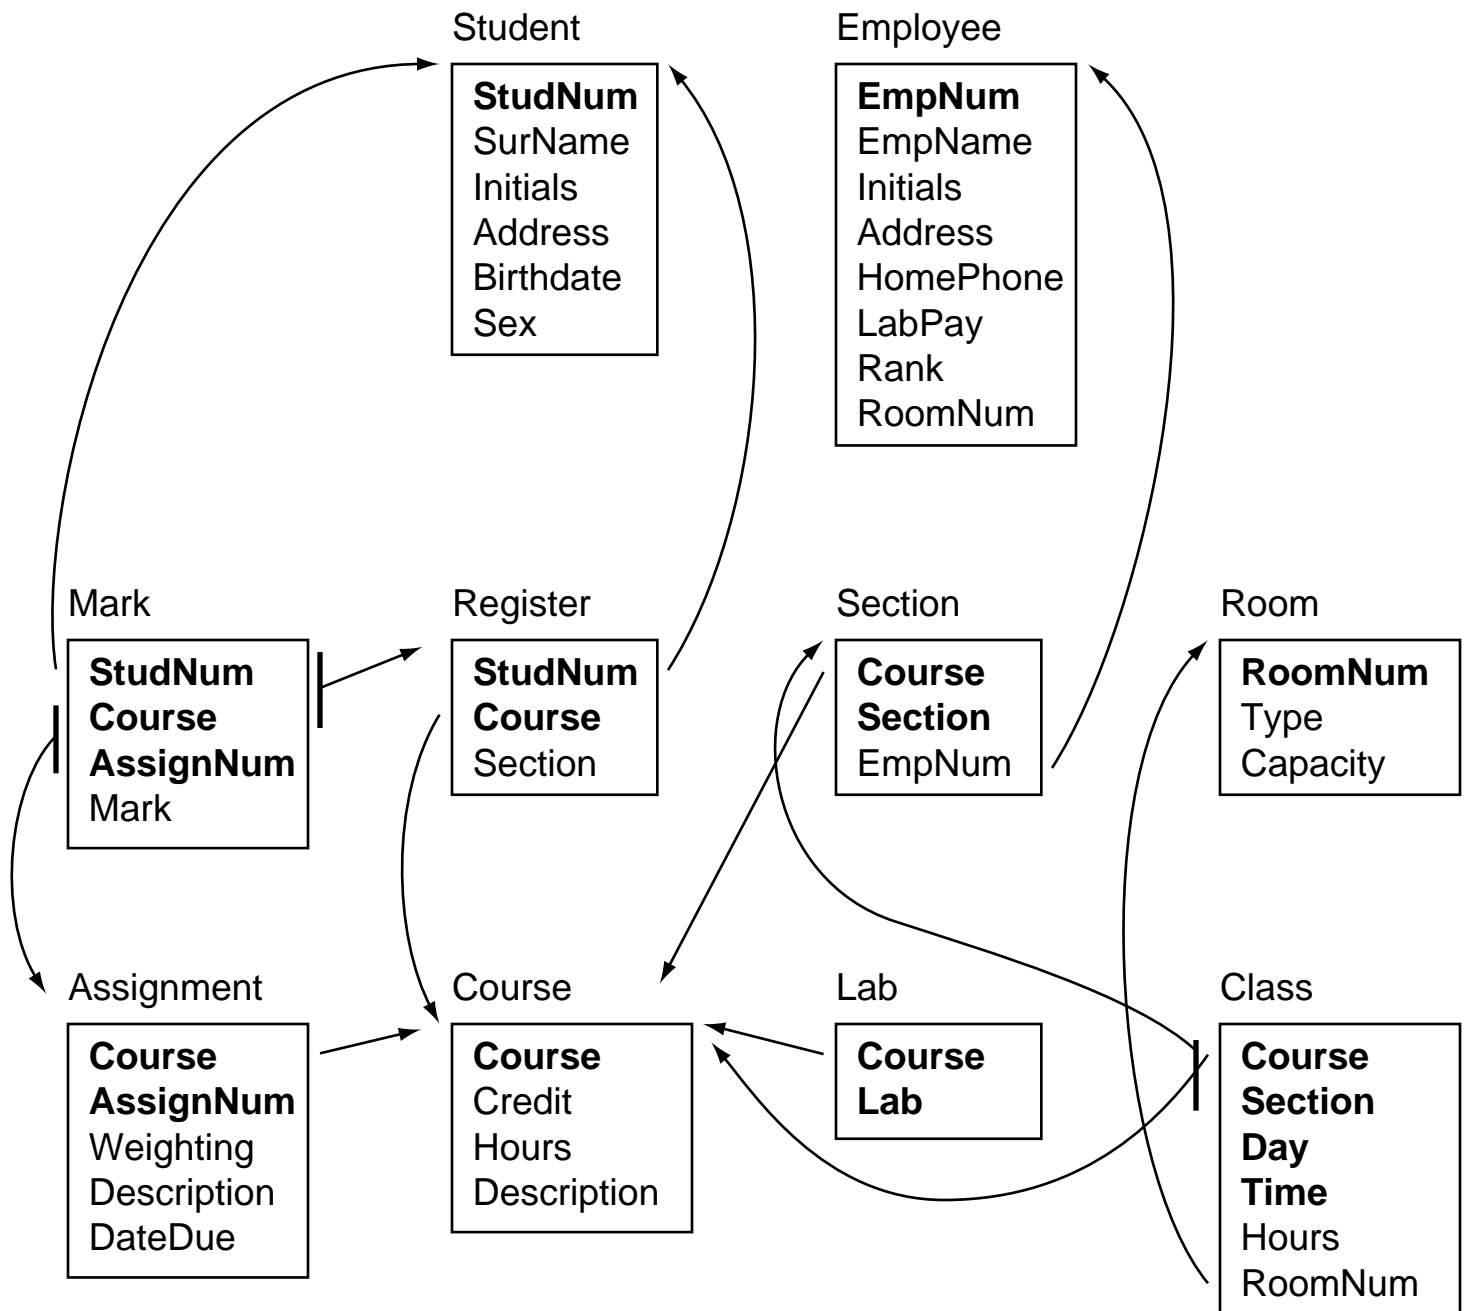 Student
StudNum
SurName
Initials
Address
Birthdate
Sex
Employee
EmpNum
EmpName
Initials
Address
HomePhone
LabPay
Rank
RoomNum
Mark
StudNum
Course
AssignNum
Mark
Register
StudNum
Course
Section
Section
Course
Section
EmpNum
Room
RoomNum
Type
Capacity
Assignment
Course
AssignNum
Weighting
Description
DateDue
Course
Course
Credit
Hours
Description
Lab
Course
Lab
Class
Course
Section
Day
Time
Hours
RoomNum